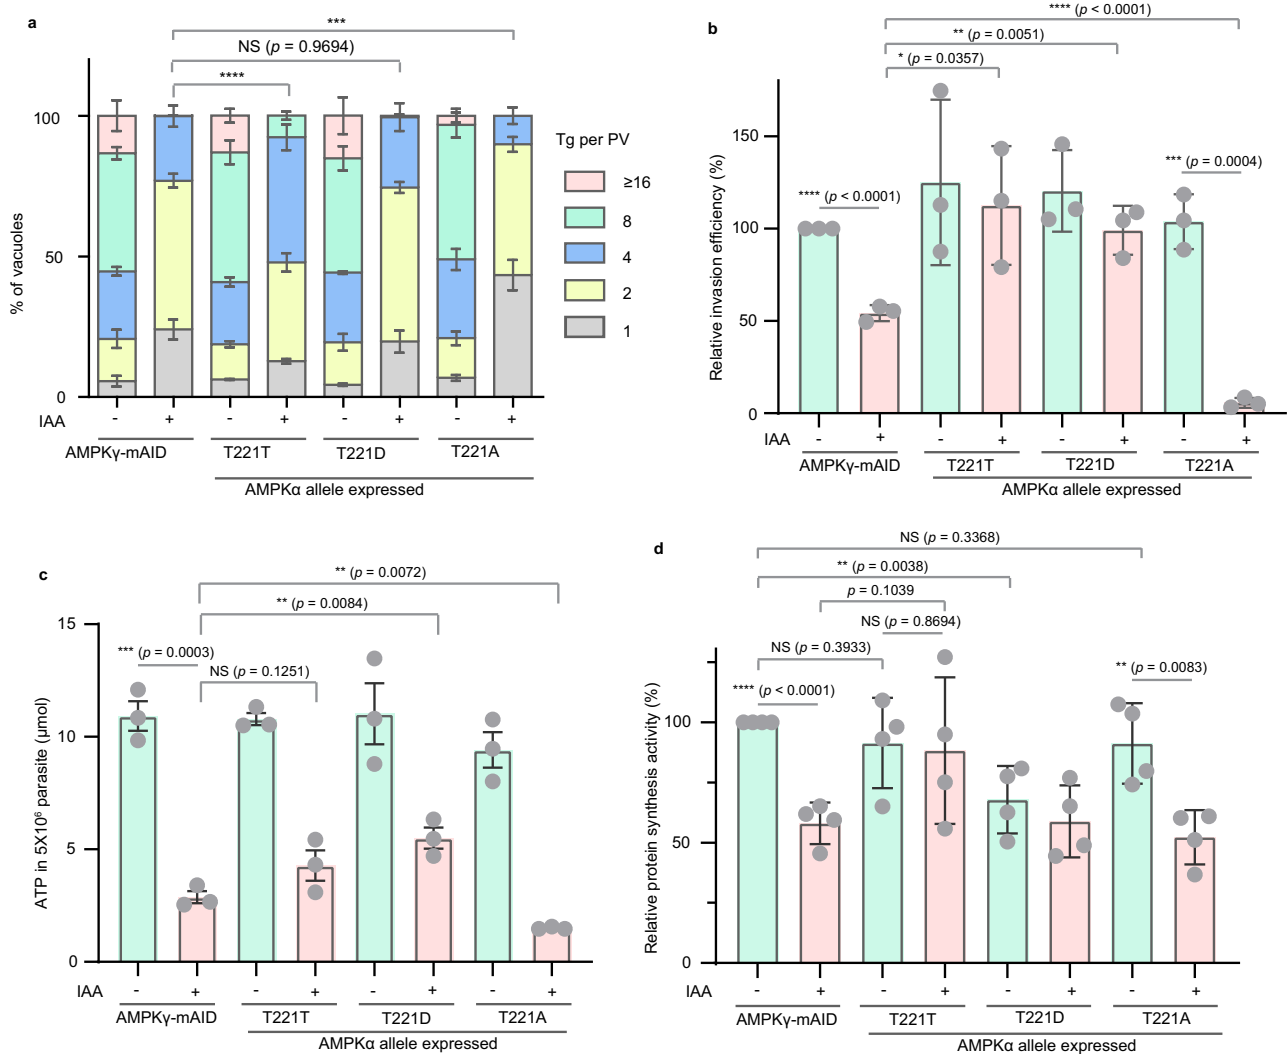 a
***
NS (p = 0.9694)
****
100
50
0
% of vacuoles
Tg per PV
≥16
8
4
2
1
IAA - + - + - + - +
AMPKγ-mAID T221T T221D T221A
AMPKα allele expressed
b
**** (p < 0.0001)
** (p = 0.0051)
* (p = 0.0357)
*** (p = 0.0004)
**** (p < 0.0001)
150
100
50
0
Relative invasion efficiency (%)
IAA - + - + - + - +
AMPKγ-mAID T221T T221D T221A
AMPKα allele expressed
c
** (p = 0.0072)
** (p = 0.0084)
*** (p = 0.0003)
NS (p = 0.1251)
15
10
5
0
ATP in 5X10⁶ parasite (µmol)
IAA - + - + - + - +
AMPKγ-mAID T221T T221D T221A
AMPKα allele expressed
d
NS (p = 0.3368)
** (p = 0.0038)
p = 0.1039
NS (p = 0.8694)
NS (p = 0.3933)
** (p = 0.0083)
**** (p < 0.0001)
100
50
0
Relative protein synthesis activity (%)
IAA - + - + - + - +
AMPKγ-mAID T221T T221D T221A
AMPKα allele expressed